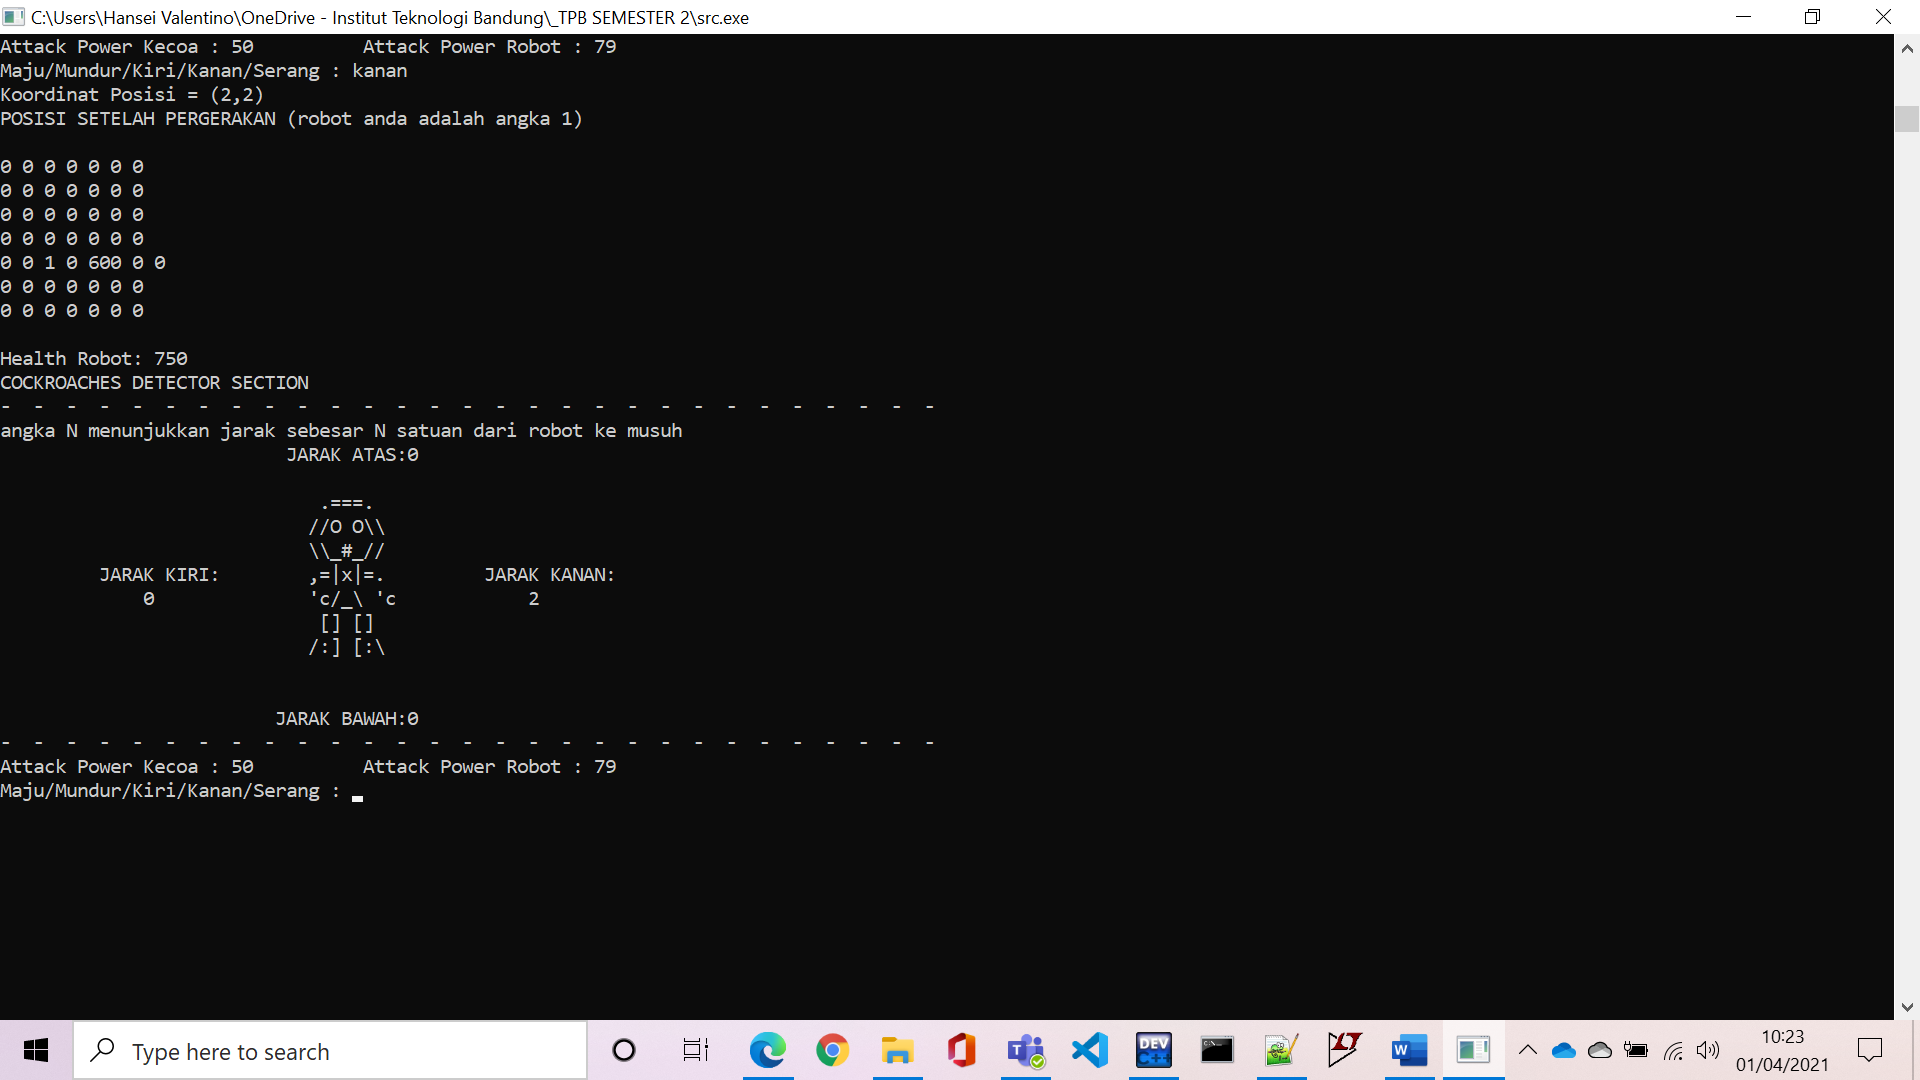 C:\Users\Hansei Valentino\OneDrive - Institut Teknologi Bandung\_TPB SEMESTER 2\src.exe
Attack Power Kecoa : 50          Attack Power Robot : 79
Maju/Mundur/Kiri/Kanan/Serang : kanan
Koordinat Posisi = (2,2)
POSISI SETELAH PERGERAKAN (robot anda adalah angka 1)
0 0 0 0 0 0 0
0 0 0 0 0 0 0
0 0 0 0 0 0 0
0 0 0 0 0 0 0
0 0 1 0 600 0 0
0 0 0 0 0 0 0
0 0 0 0 0 0 0
Health Robot: 750
COCKROACHES DETECTOR SECTION
-  -  -  -  -  -  -  -  -  -  -  -  -  -  -  -  -  -  -  -  -  -  -  -  -  -  -  -  -
angka N menunjukkan jarak sebesar N satuan dari robot ke musuh
JARAK ATAS:0
.===.
//O O\\
\\_#_//
JARAK KIRI:        ,=|x|=.         JARAK KANAN:
0              'c/_\ 'c            2
[] []
/:] [:\
JARAK BAWAH:0
-  -  -  -  -  -  -  -  -  -  -  -  -  -  -  -  -  -  -  -  -  -  -  -  -  -  -  -  -
Attack Power Kecoa : 50          Attack Power Robot : 79
Maju/Mundur/Kiri/Kanan/Serang :
Type here to search
DEV
C++
10:23
01/04/2021